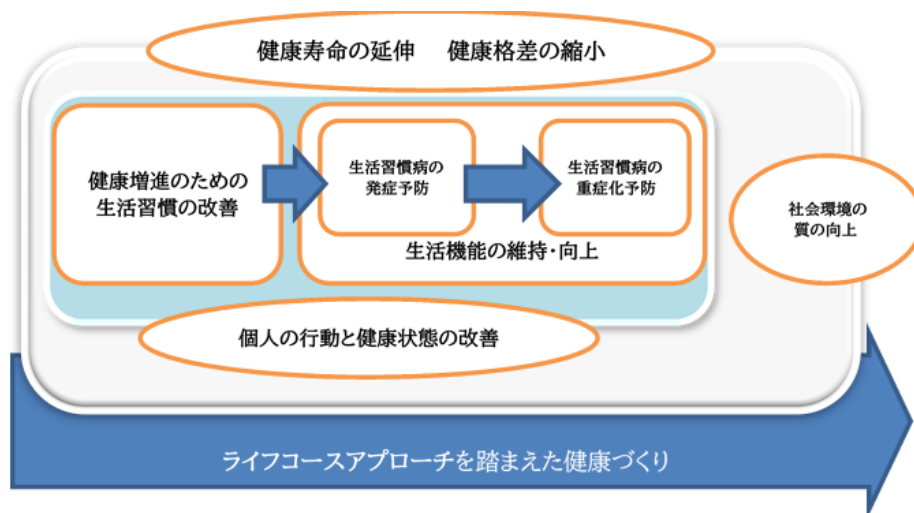 健康寿命の延伸　健康格差の縮小
健康増進のための
生活習慣の改善
生活習慣病の
発症予防
生活習慣病の
重症化予防
生活機能の維持・向上
社会環境の
質の向上
個人の行動と健康状態の改善
ライフコースアプローチを踏まえた健康づくり